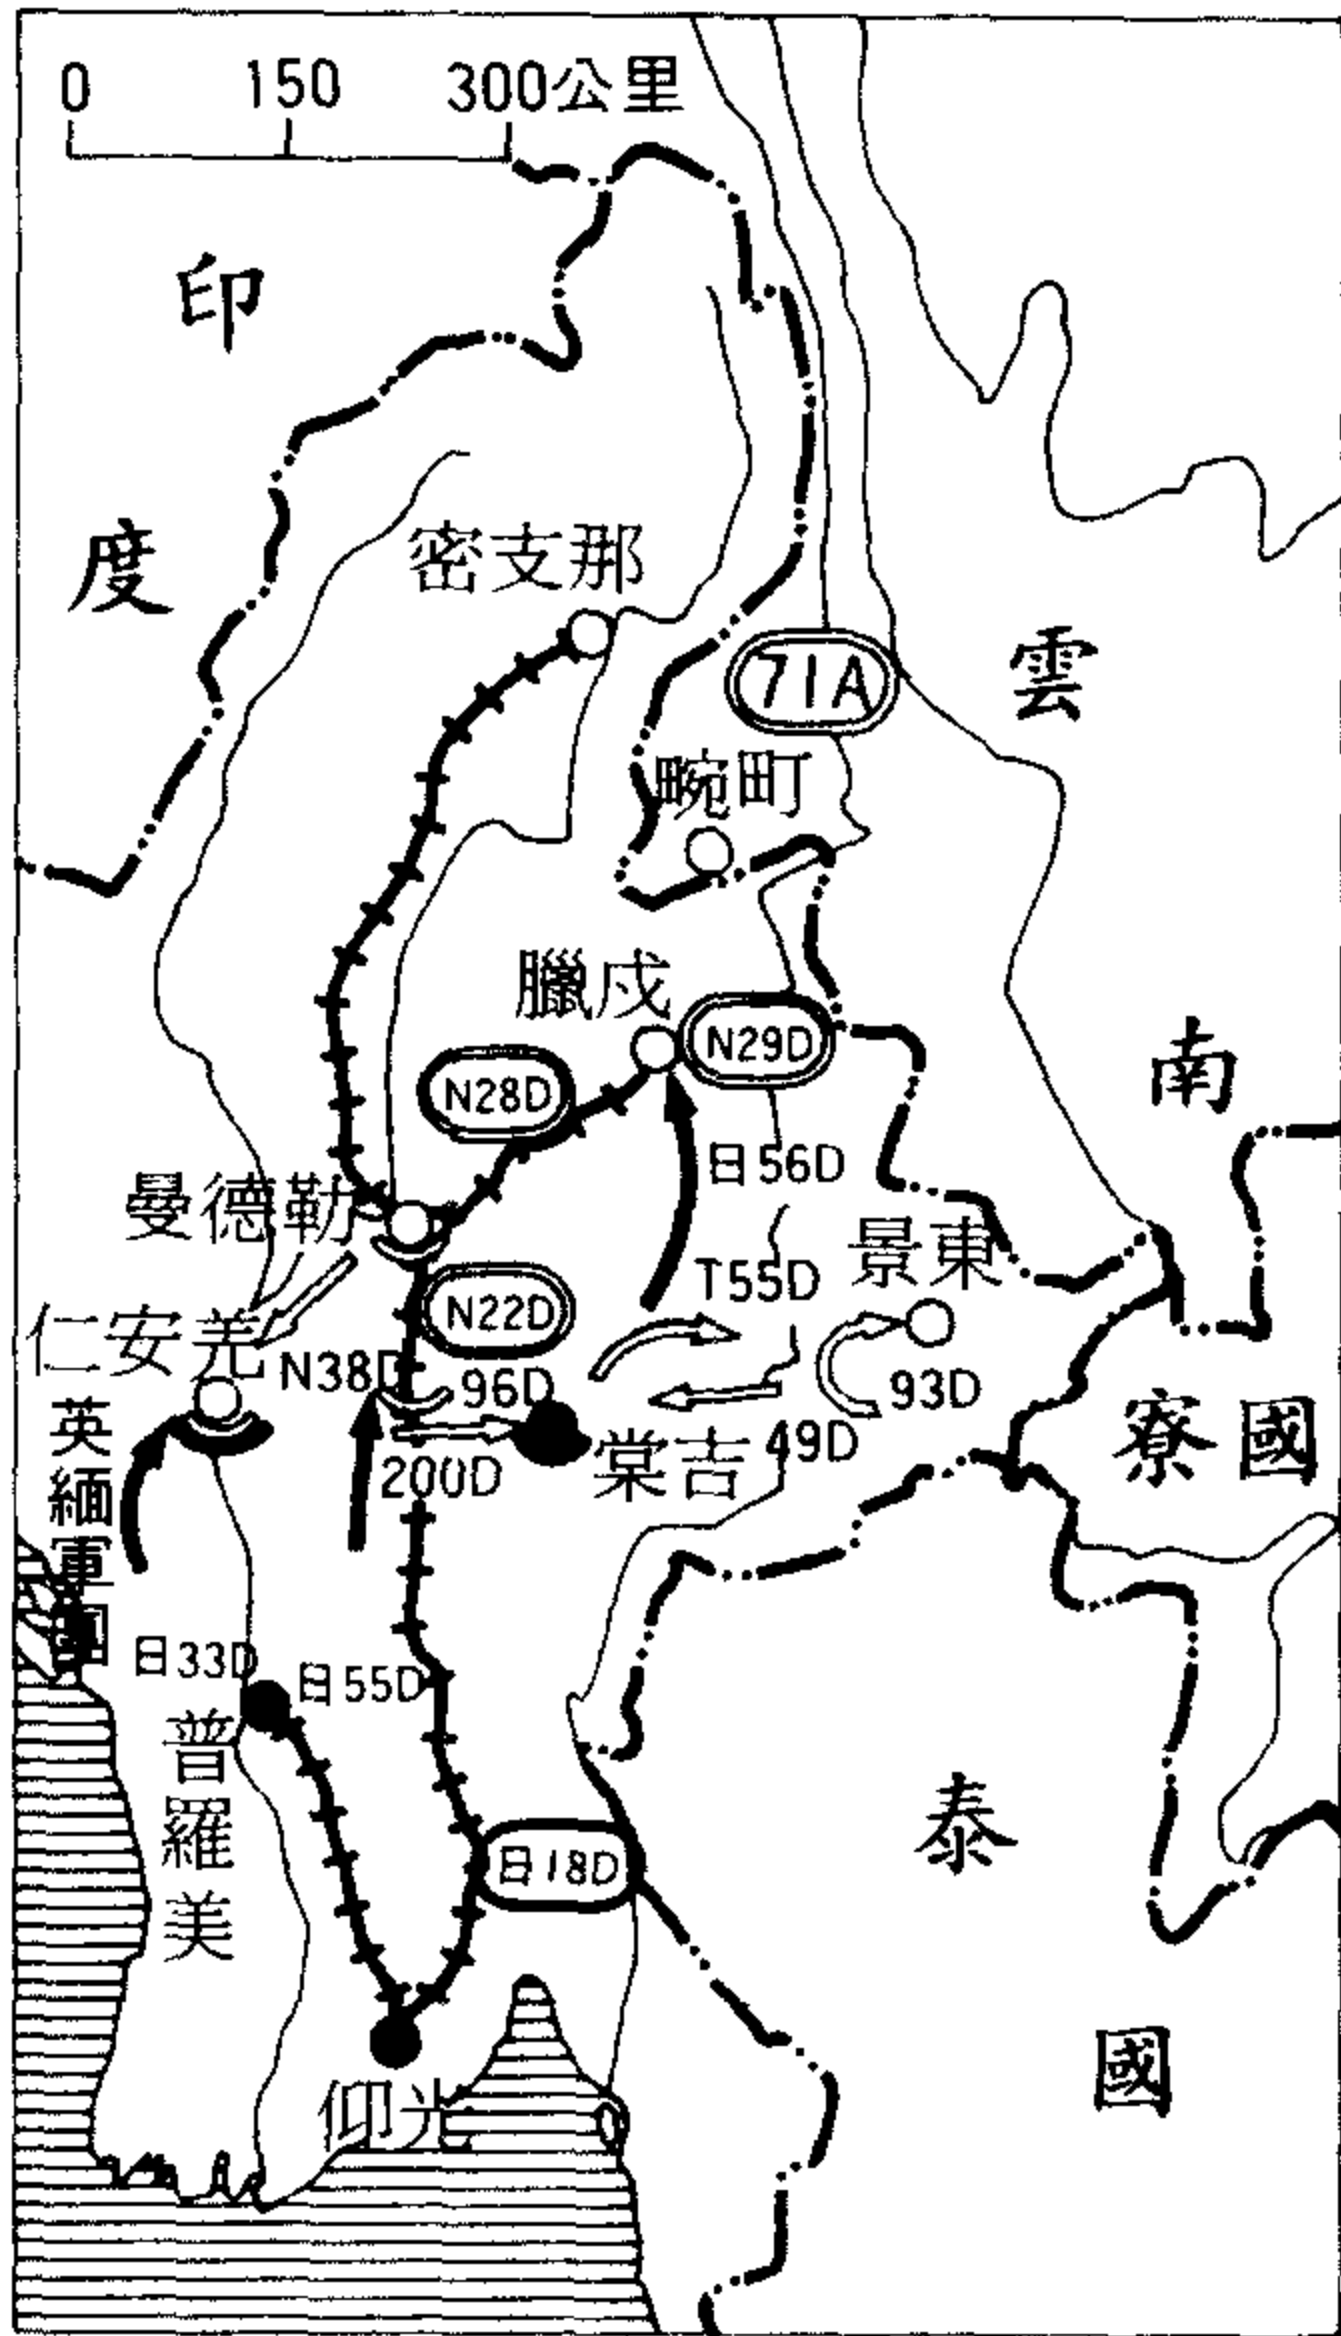 0 150 300公里
印度
密支那
71A
雲南
畹町
臘戍
N29D
N28D
日56D
曼德勒
景東
T55D
N22D
仁安羌
N38D
96D
93D
寮國
英緬軍團
200D
棠吉
49D
日33D
日55D
普羅美
日18D
泰國
仰光